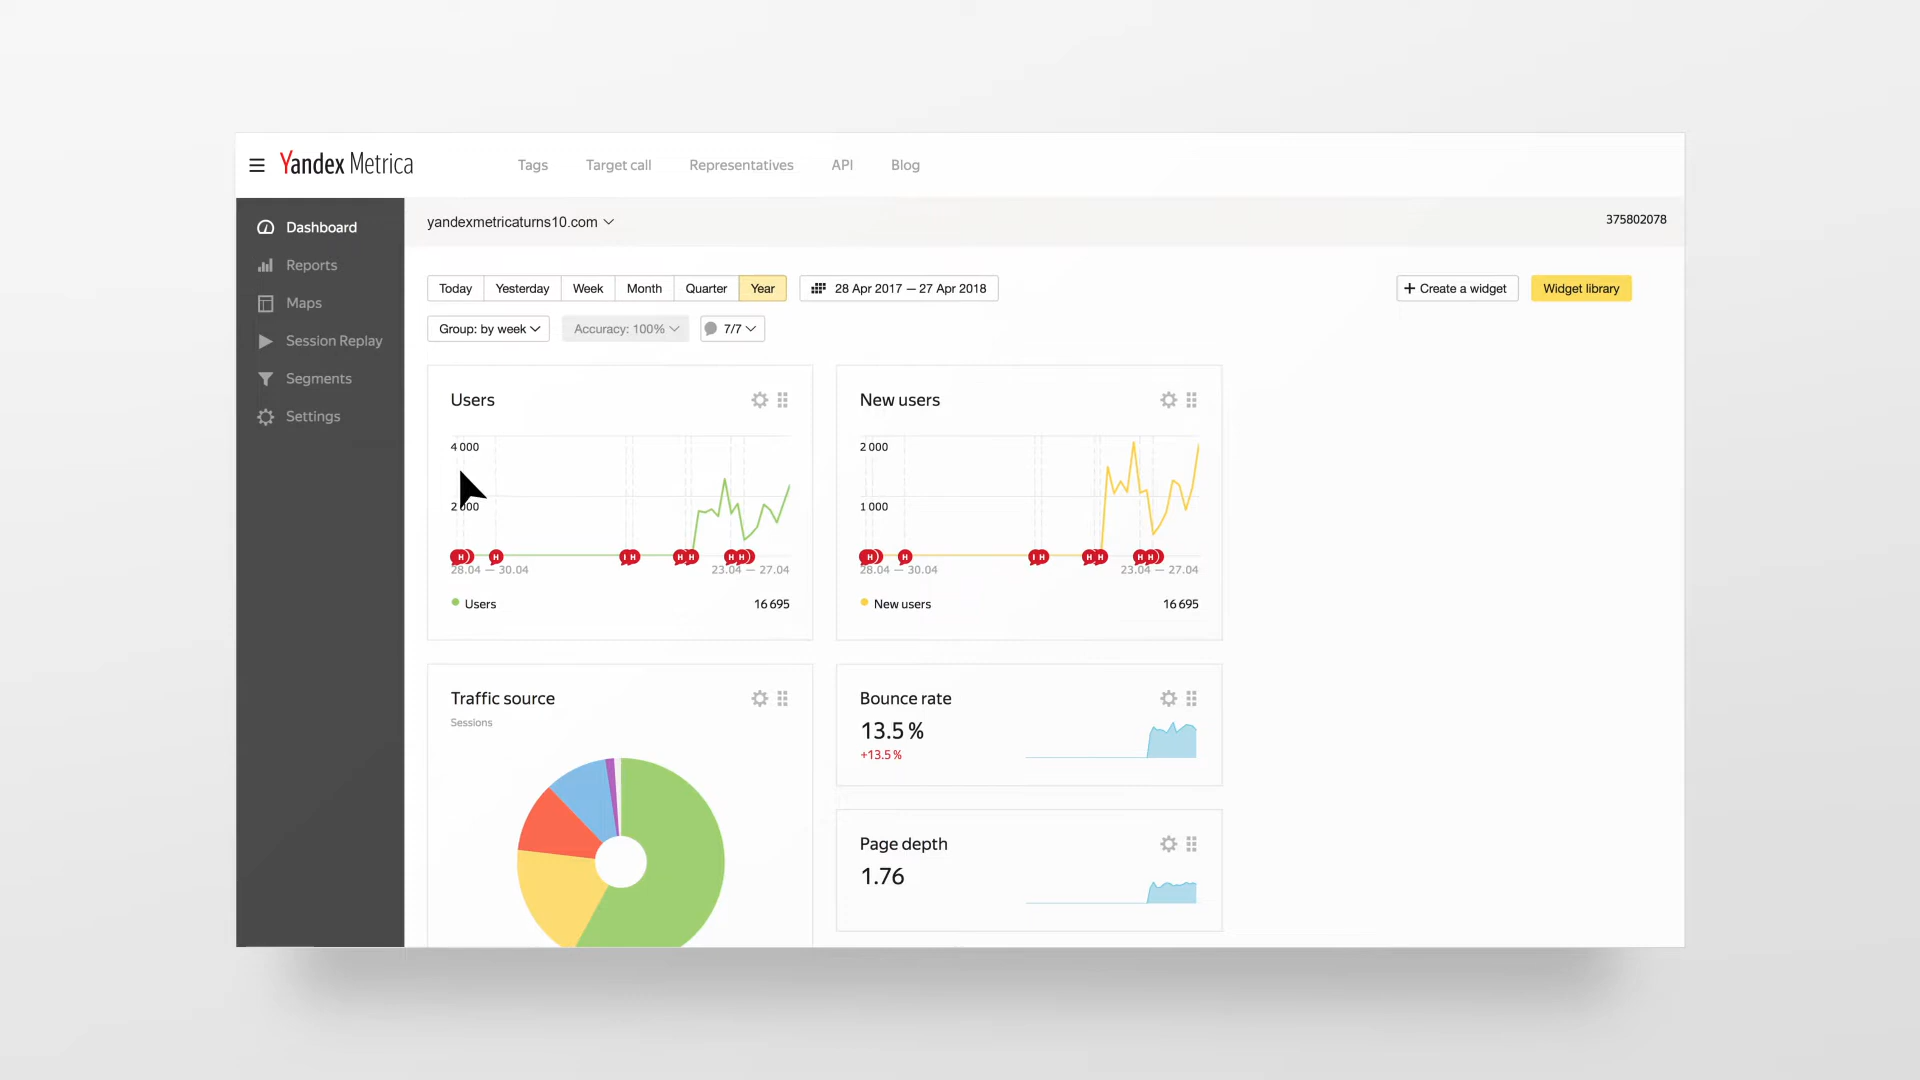 Yandex Metrica
Tags Target call Representatives API Blog
Dashboard
Reports
Maps
Session Replay
Segments
Settings
yandexmetricaturns10.com
375802078
Today Yesterday Week Month Quarter Year 28 Apr 2017 — 27 Apr 2018
+ Create a widget Widget library
Group: by week Accuracy: 100% 7/7
Users
4 000
28.04 — 30.04 23.04 — 27.04
Users 16 695
New users
2 000
1 000
28.04 — 30.04 23.04 — 27.04
New users 16 695
Traffic source
Sessions
Bounce rate
13.5 %
+13.5 %
Page depth
1.76